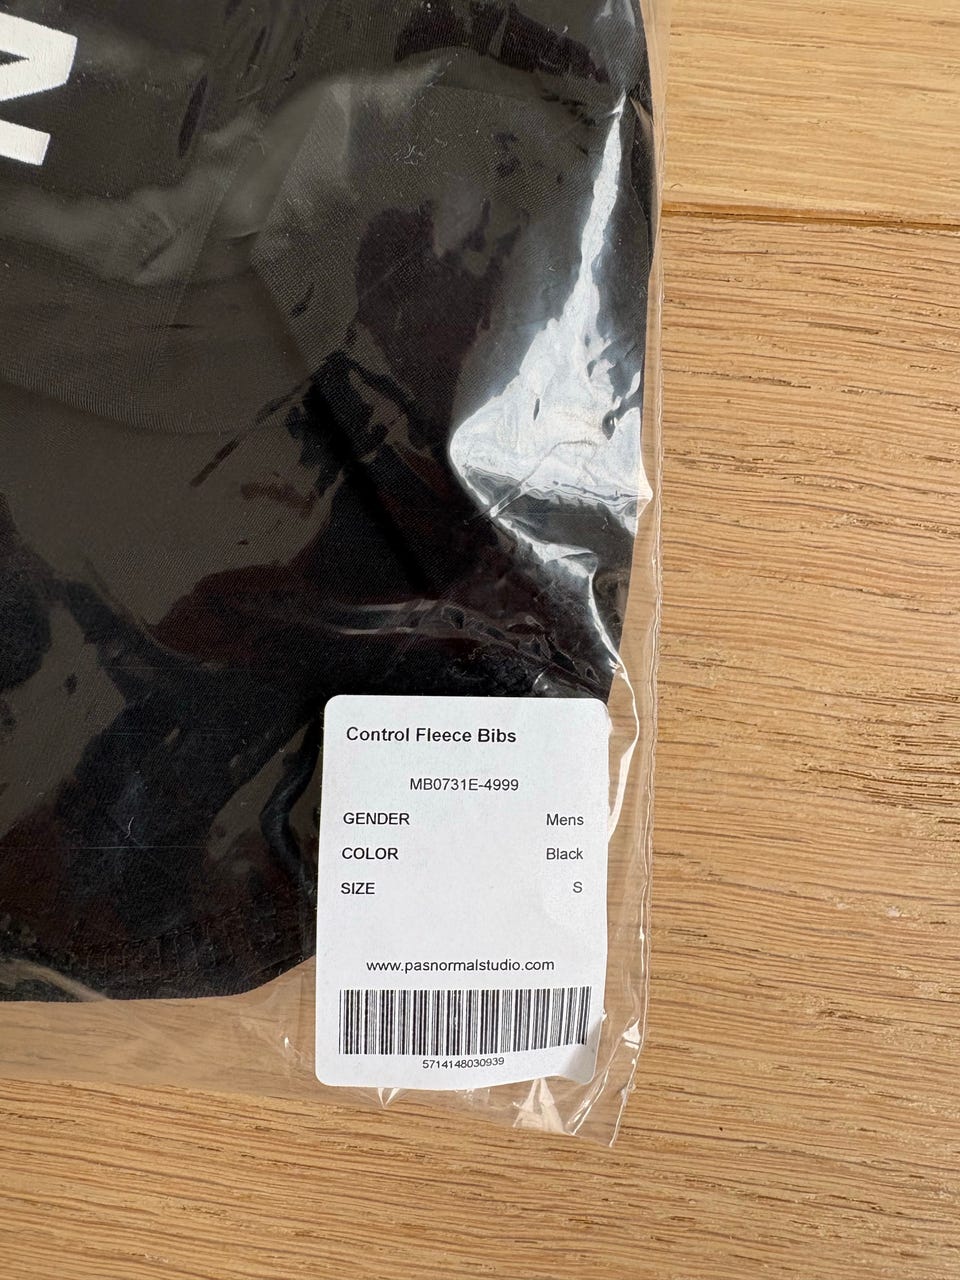 Control Fleece Bibs
MB0731E-4999
GENDER Mens
COLOR Black
SIZE S
www.pasnormalstudio.com
5714148030939